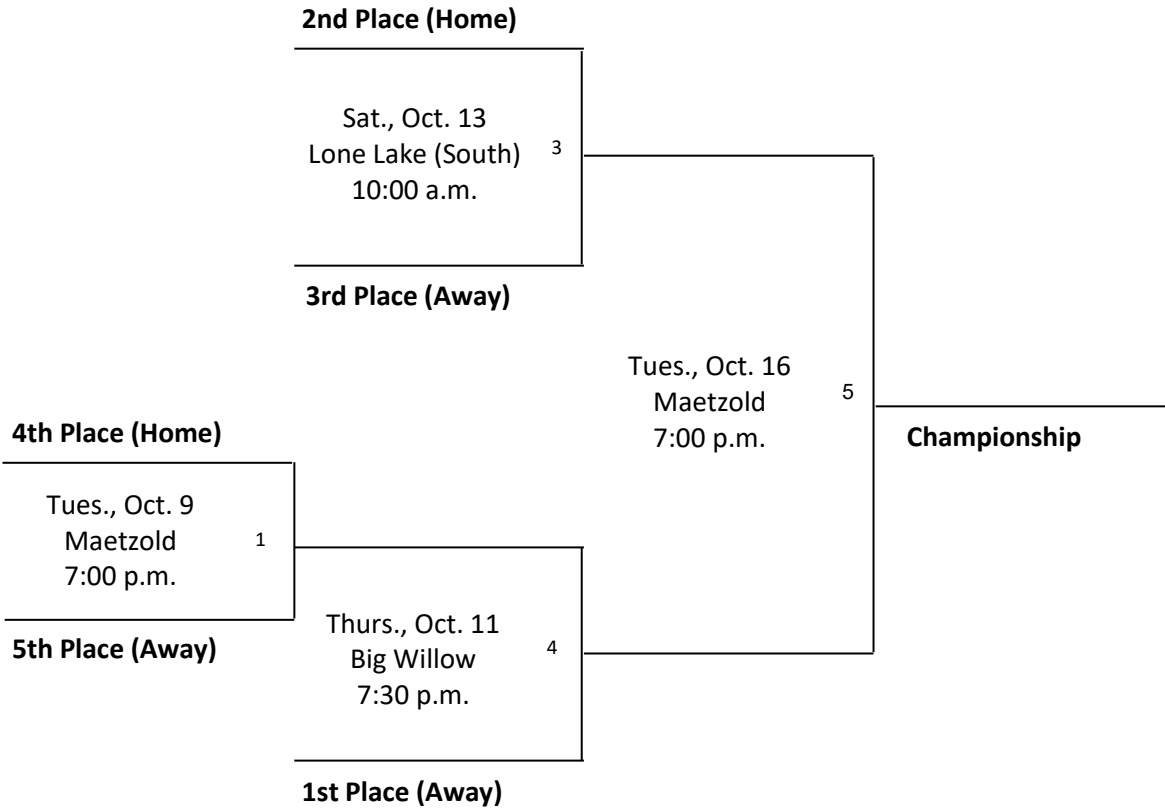 2nd Place (Home)
Sat., Oct. 13
Lone Lake (South)
10:00 a.m.
3
3rd Place (Away)
Tues., Oct. 16
Maetzold
7:00 p.m.
5
Championship
4th Place (Home)
Tues., Oct. 9
Maetzold
7:00 p.m.
1
5th Place (Away)
Thurs., Oct. 11
Big Willow
7:30 p.m.
4
1st Place (Away)